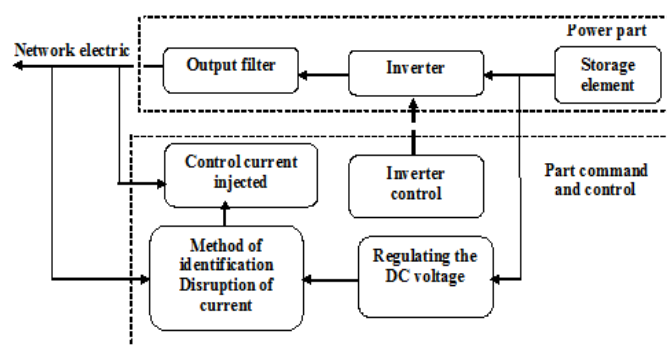 Power part
Network electric
Output filter
Inverter
Storage
element
Control current
injected
Inverter
control
Part command
and control
Method of
identification
Disruption of
current
Regulating the
DC voltage